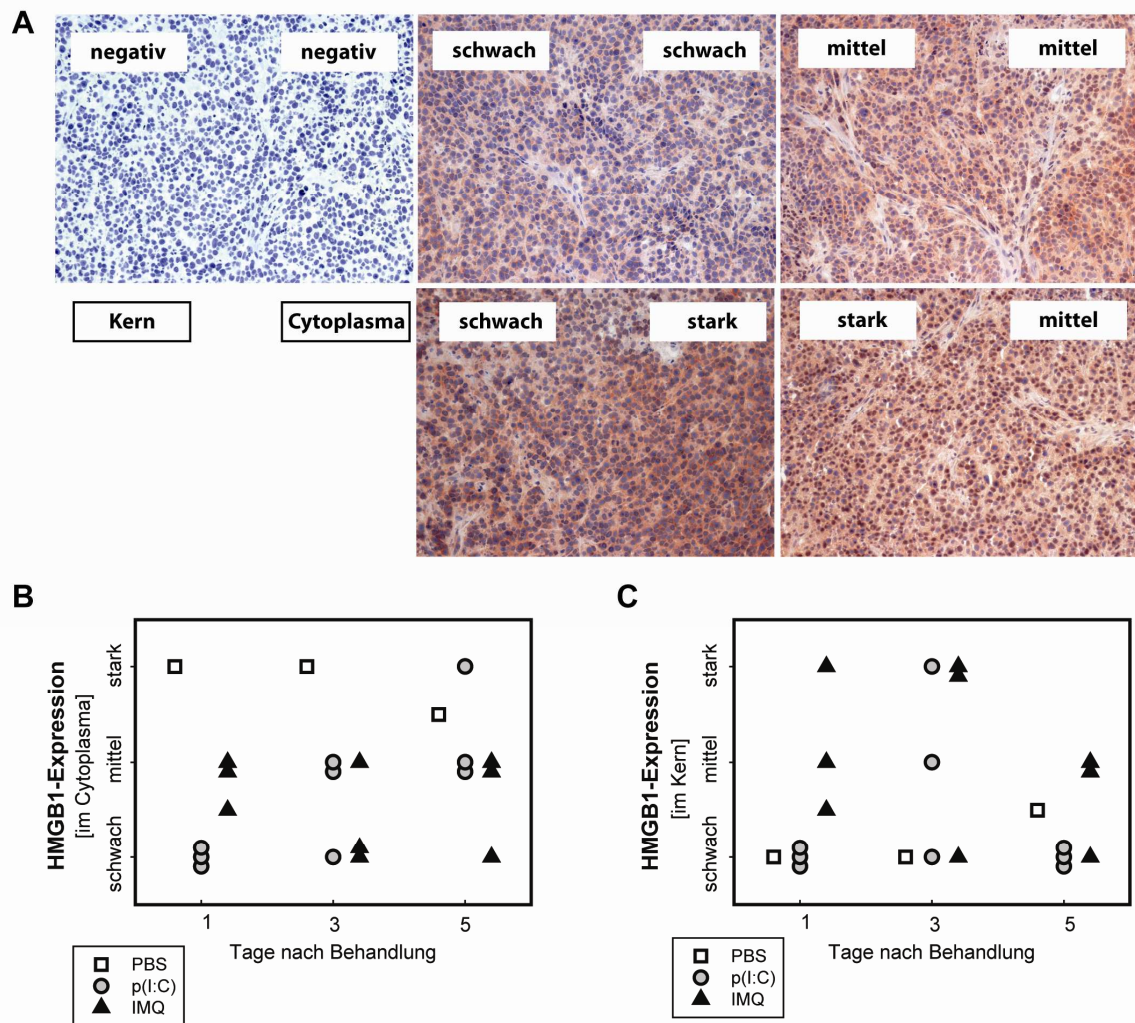 A
negativ negativ
schwach schwach
mittel mittel
Kern Cytoplasma
schwach stark
stark mittel
B
HMGB1-Expression
[im Cytoplasma]
stark
mittel
schwach
1 3 5
Tage nach Behandlung
PBS
p(I:C)
IMQ
C
HMGB1-Expression
[im Kern]
stark
mittel
schwach
1 3 5
Tage nach Behandlung
PBS
p(I:C)
IMQ